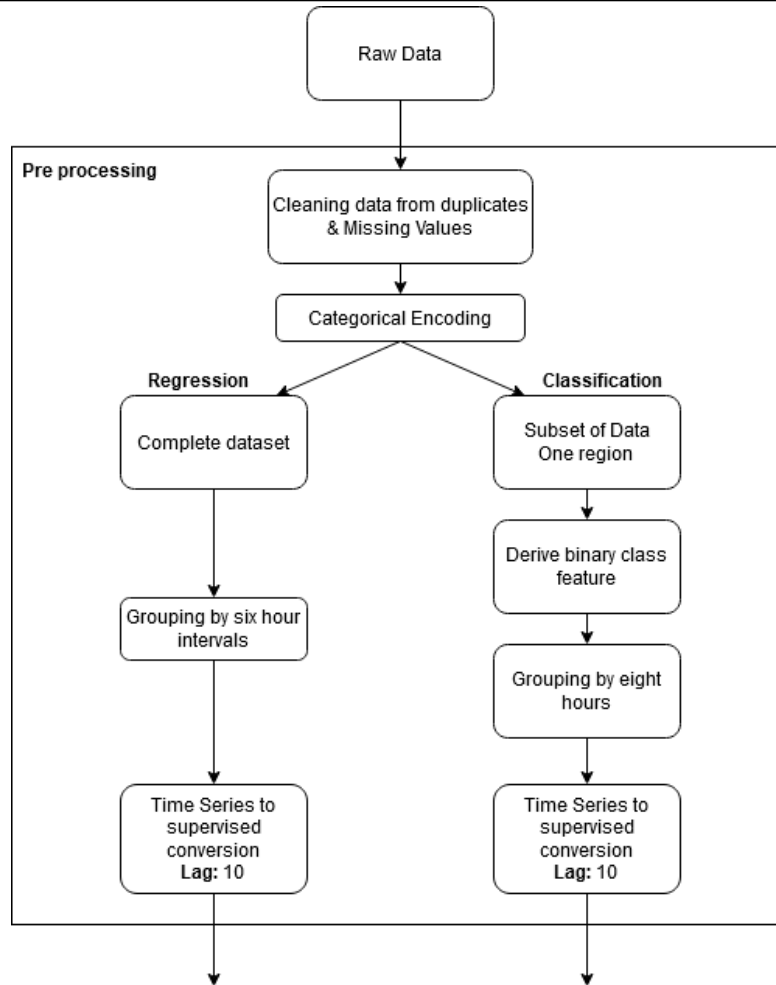 Raw Data
Pre processing
Cleaning data from duplicates
& Missing Values
Categorical Encoding
Regression
Classification
Complete dataset
Subset of Data
One region
Derive binary class
feature
Grouping by six hour
intervals
Grouping by eight
hours
Time Series to
supervised
conversion
Lag: 10
Time Series to
supervised
conversion
Lag: 10